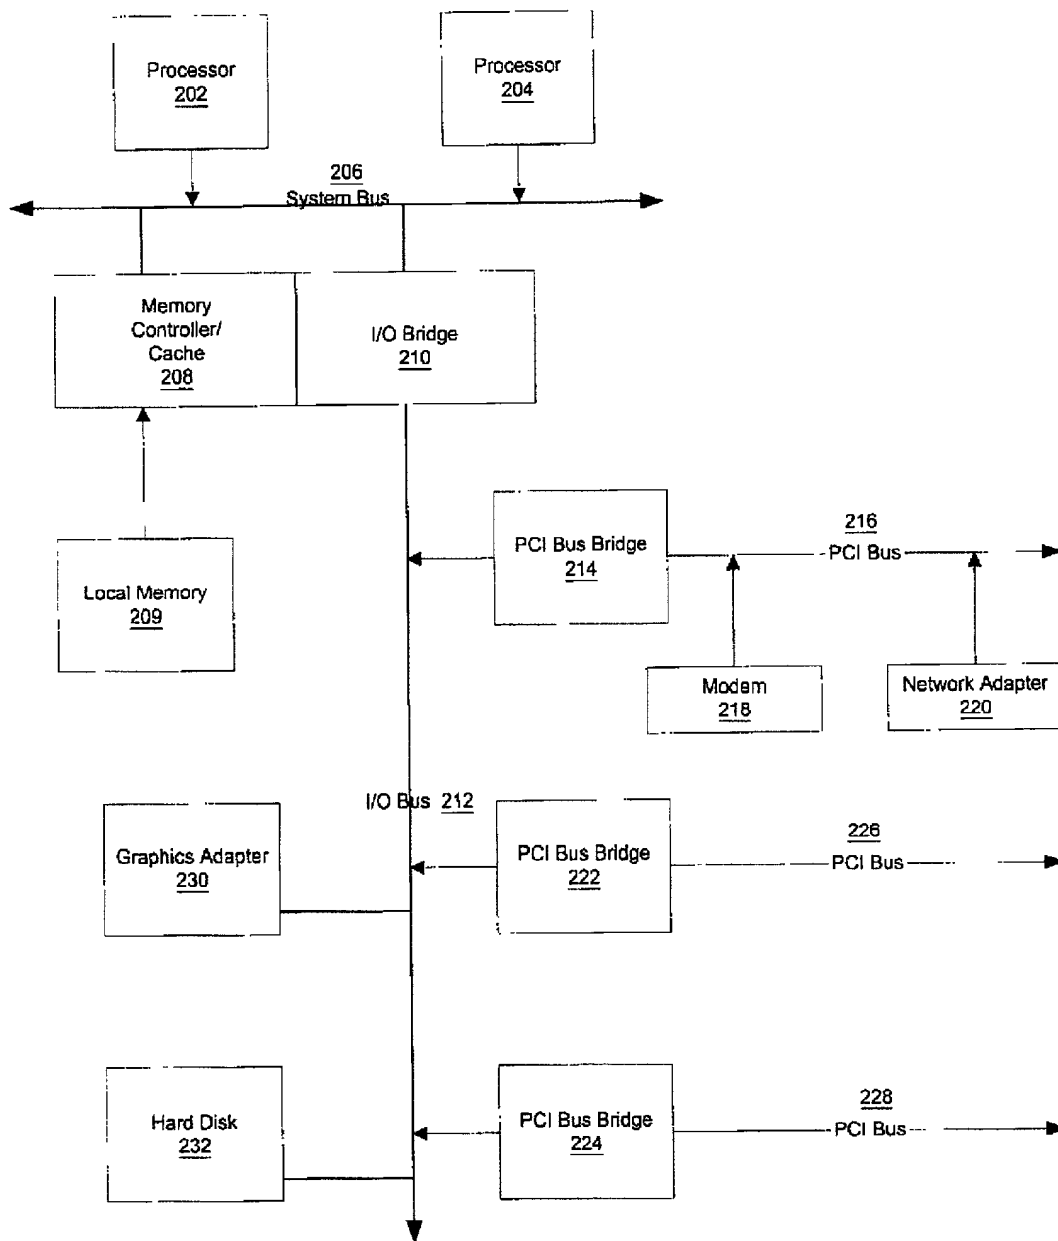 Processor
202
Processor
204
206
System Bus
Memory
Controller/
Cache
208
I/O Bridge
210
Local Memory
209
PCI Bus Bridge
214
216
PCI Bus
Modem
218
Network Adapter
220
I/O Bus 212
Graphics Adapter
230
PCI Bus Bridge
222
226
PCI Bus
Hard Disk
232
PCI Bus Bridge
224
228
PCI Bus